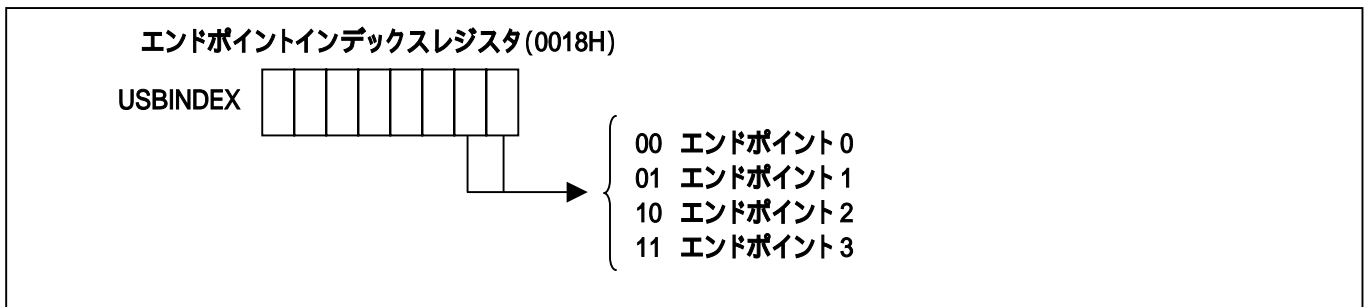 エンドポイントインデックスレジスタ(0018H)
USBINDEX
00 エンドポイント0
01 エンドポイント1
10 エンドポイント2
11 エンドポイント3